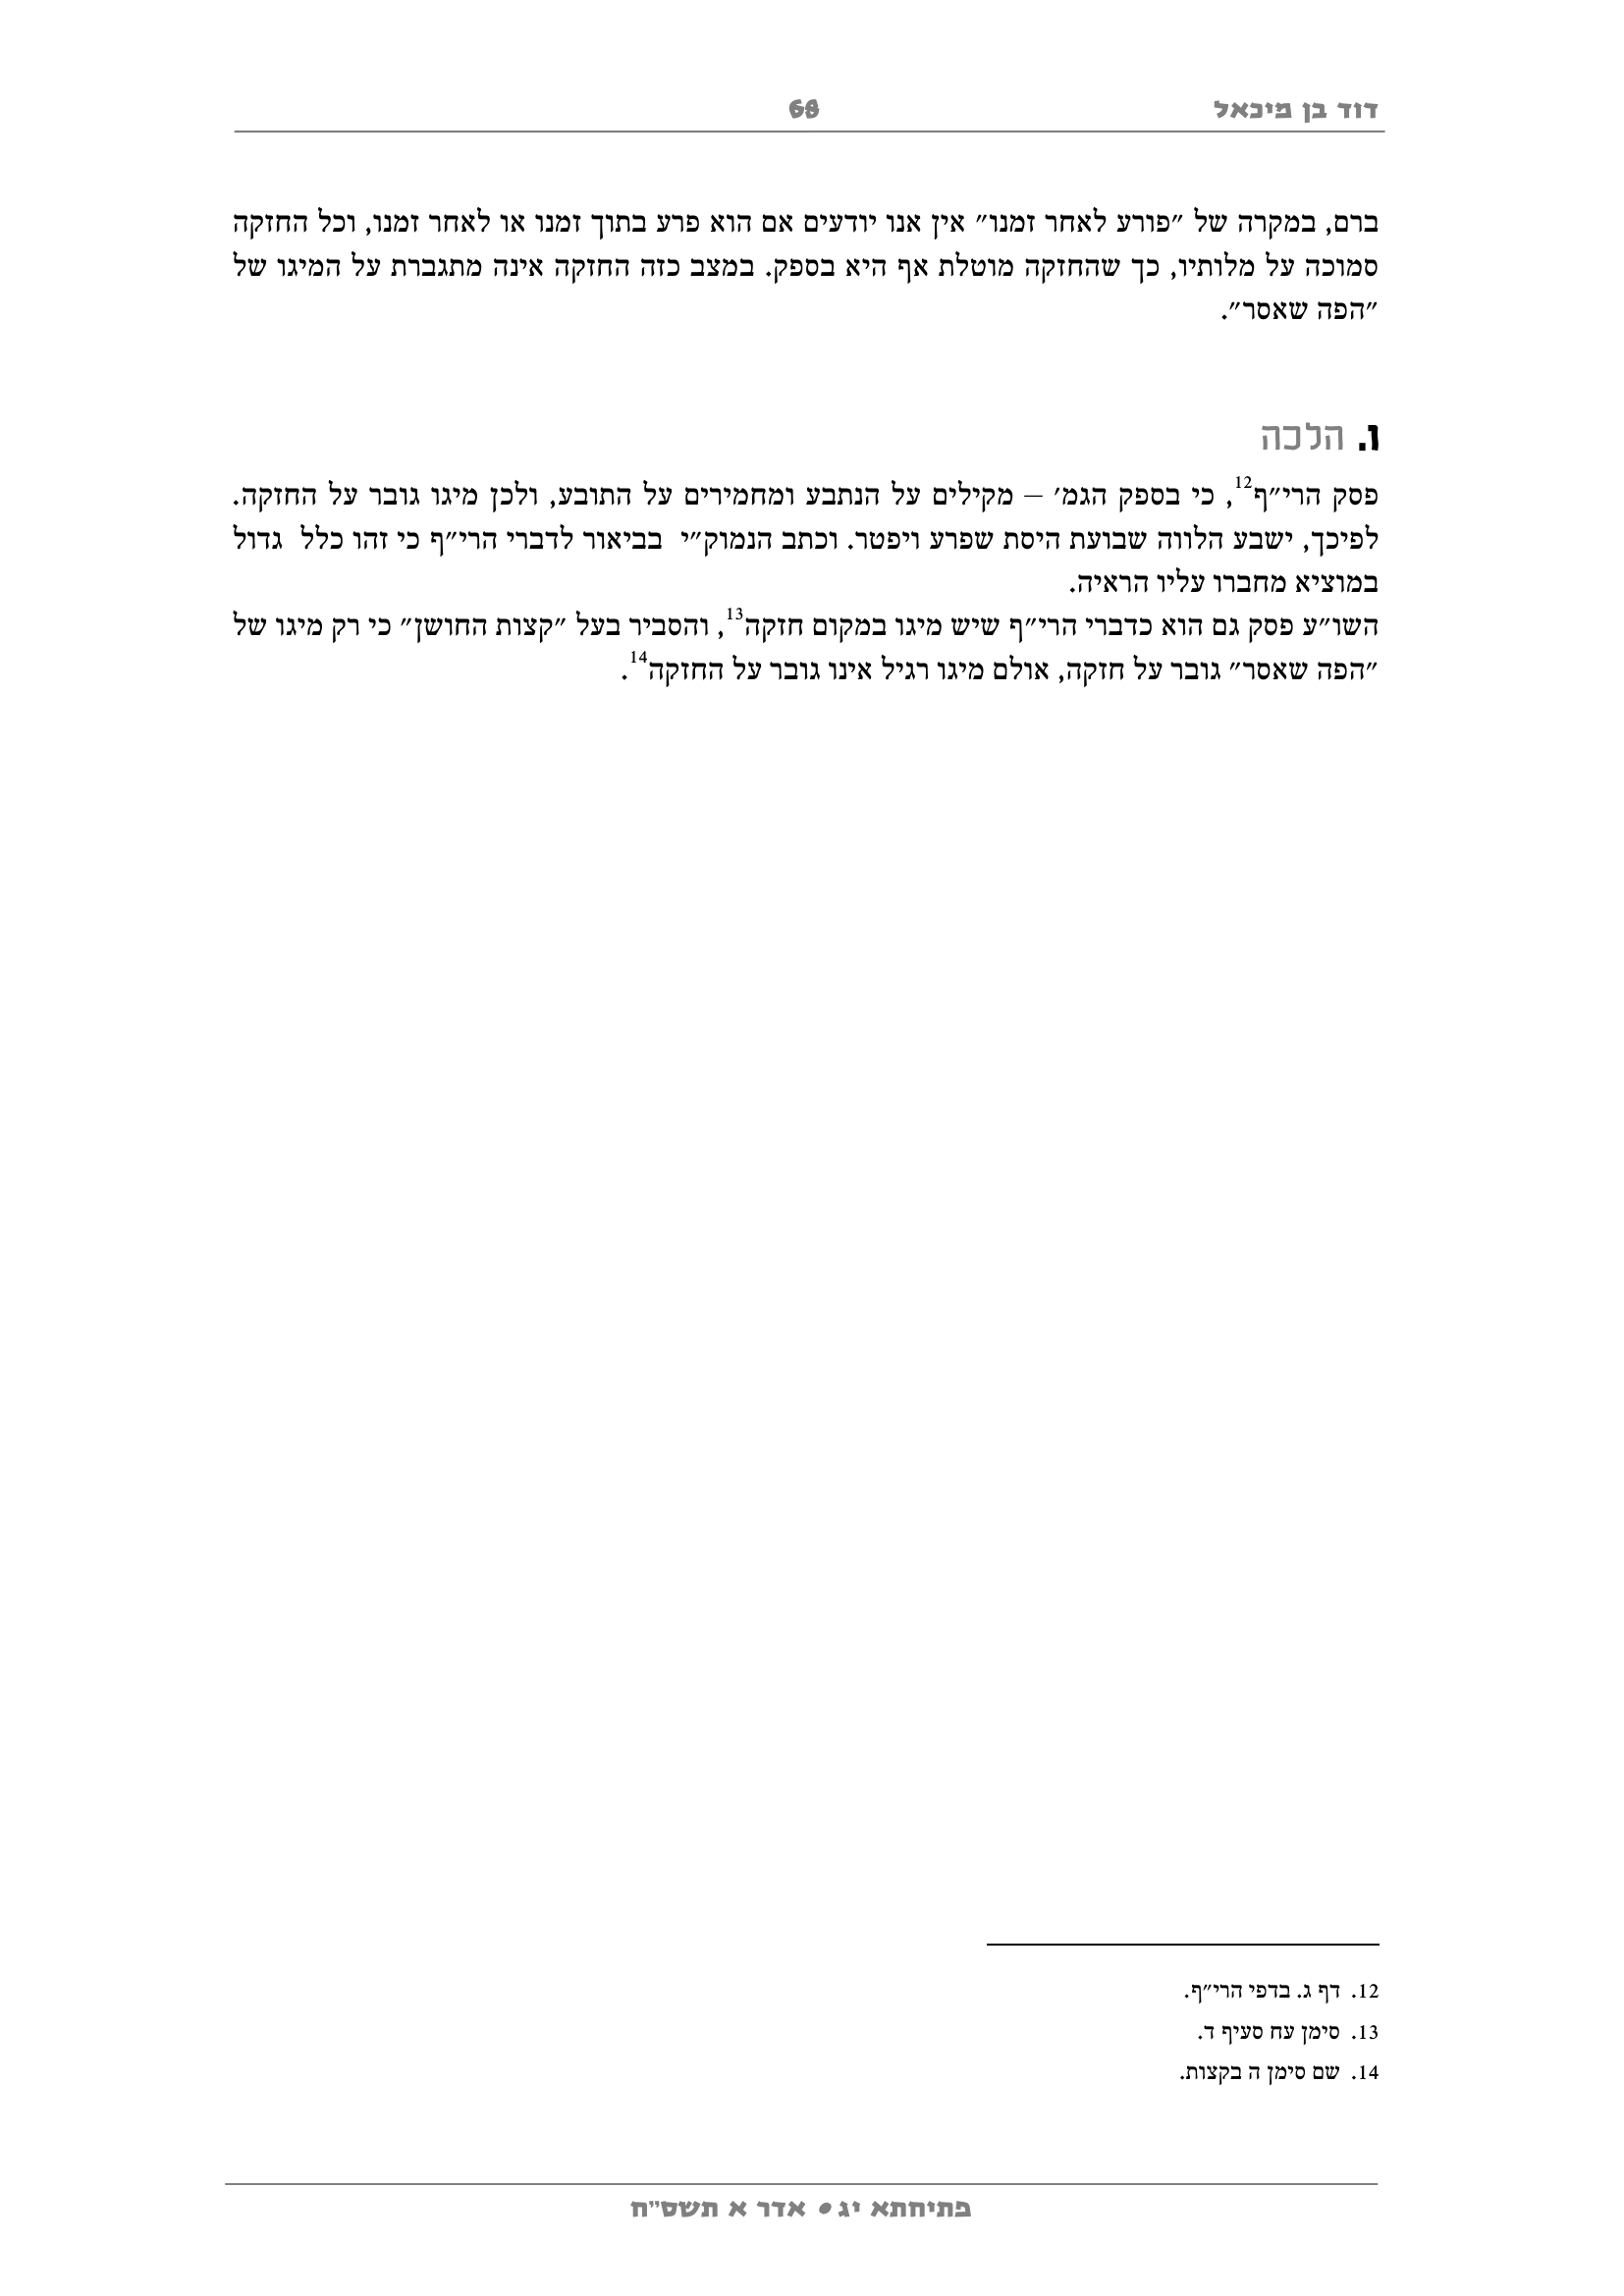 דוד בן מיכאל 68
ברם, במקרה של ״פורע לאחר זמנו״ אין אנו יודעים אם הוא פרע בתוך זמנו או לאחר זמנו, וכל החזקה
סמוכה על מלותיו, כך שהחזקה מוטלת אף היא בספק. במצב כזה החזקה אינה מתגברת על המיגו של
״הפה שאסר״.
ו. הלכה
פסק הרי״ף12, כי בספק הגמ׳ – מקילים על הנתבע ומחמירים על התובע, ולכן מיגו גובר על החזקה.
לפיכך, ישבע הלווה שבועת היסת שפרע ויפטר. וכתב הנמוק״י בביאור לדברי הרי״ף כי זהו כלל גדול
במוציא מחברו עליו הראיה.
השו״ע פסק גם הוא כדברי הרי״ף שיש מיגו במקום חזקה13, והסביר בעל ״קצות החושן״ כי רק מיגו של
״הפה שאסר״ גובר על חזקה, אולם מיגו רגיל אינו גובר על החזקה14.
12. דף ג. בדפי הרי״ף.
13. סימן עח סעיף ד.
14. שם סימן ה בקצות.
פתיחתא יג • אדר א תשס״ח